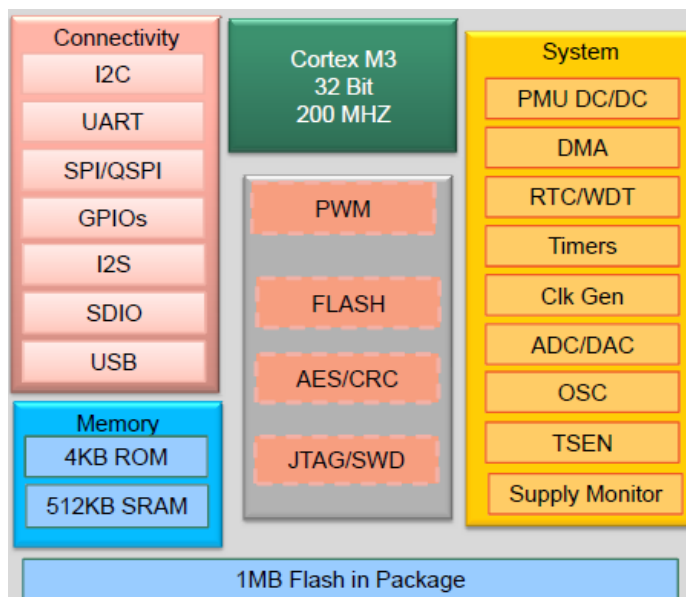 Connectivity
I2C
UART
SPI/QSPI
GPIOs
I2S
SDIO
USB
Memory
4KB ROM
512KB SRAM
Cortex M3
32 Bit
200 MHZ
PWM
FLASH
AES/CRC
JTAG/SWD
System
PMU DC/DC
DMA
RTC/WDT
Timers
Clk Gen
ADC/DAC
OSC
TSEN
Supply Monitor
1MB Flash in Package